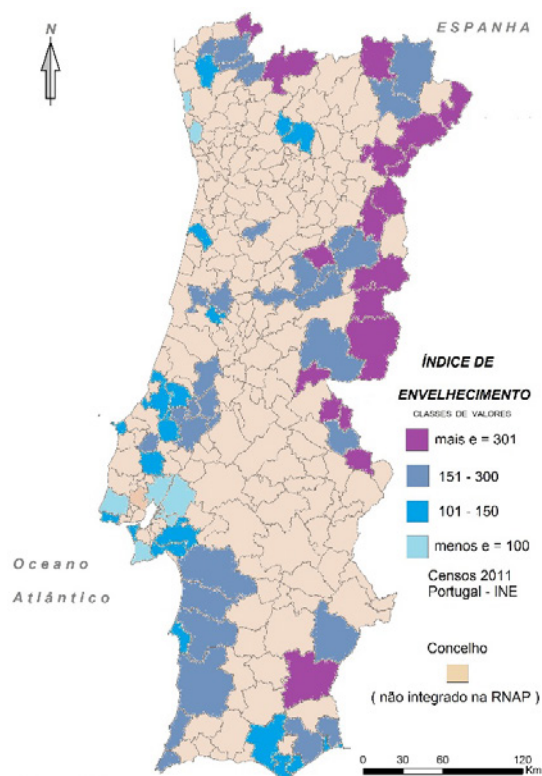 N
ESPANHA
ÍNDICE DE
ENVELHECIMENTO
CLASSES DE VALORES
mais e = 301
151 - 300
101 - 150
menos e = 100
Censos 2011
Portugal - INE
Oceano
Atlântico
Concelho
( não integrado na RNAP )
0 30 60 120
Km